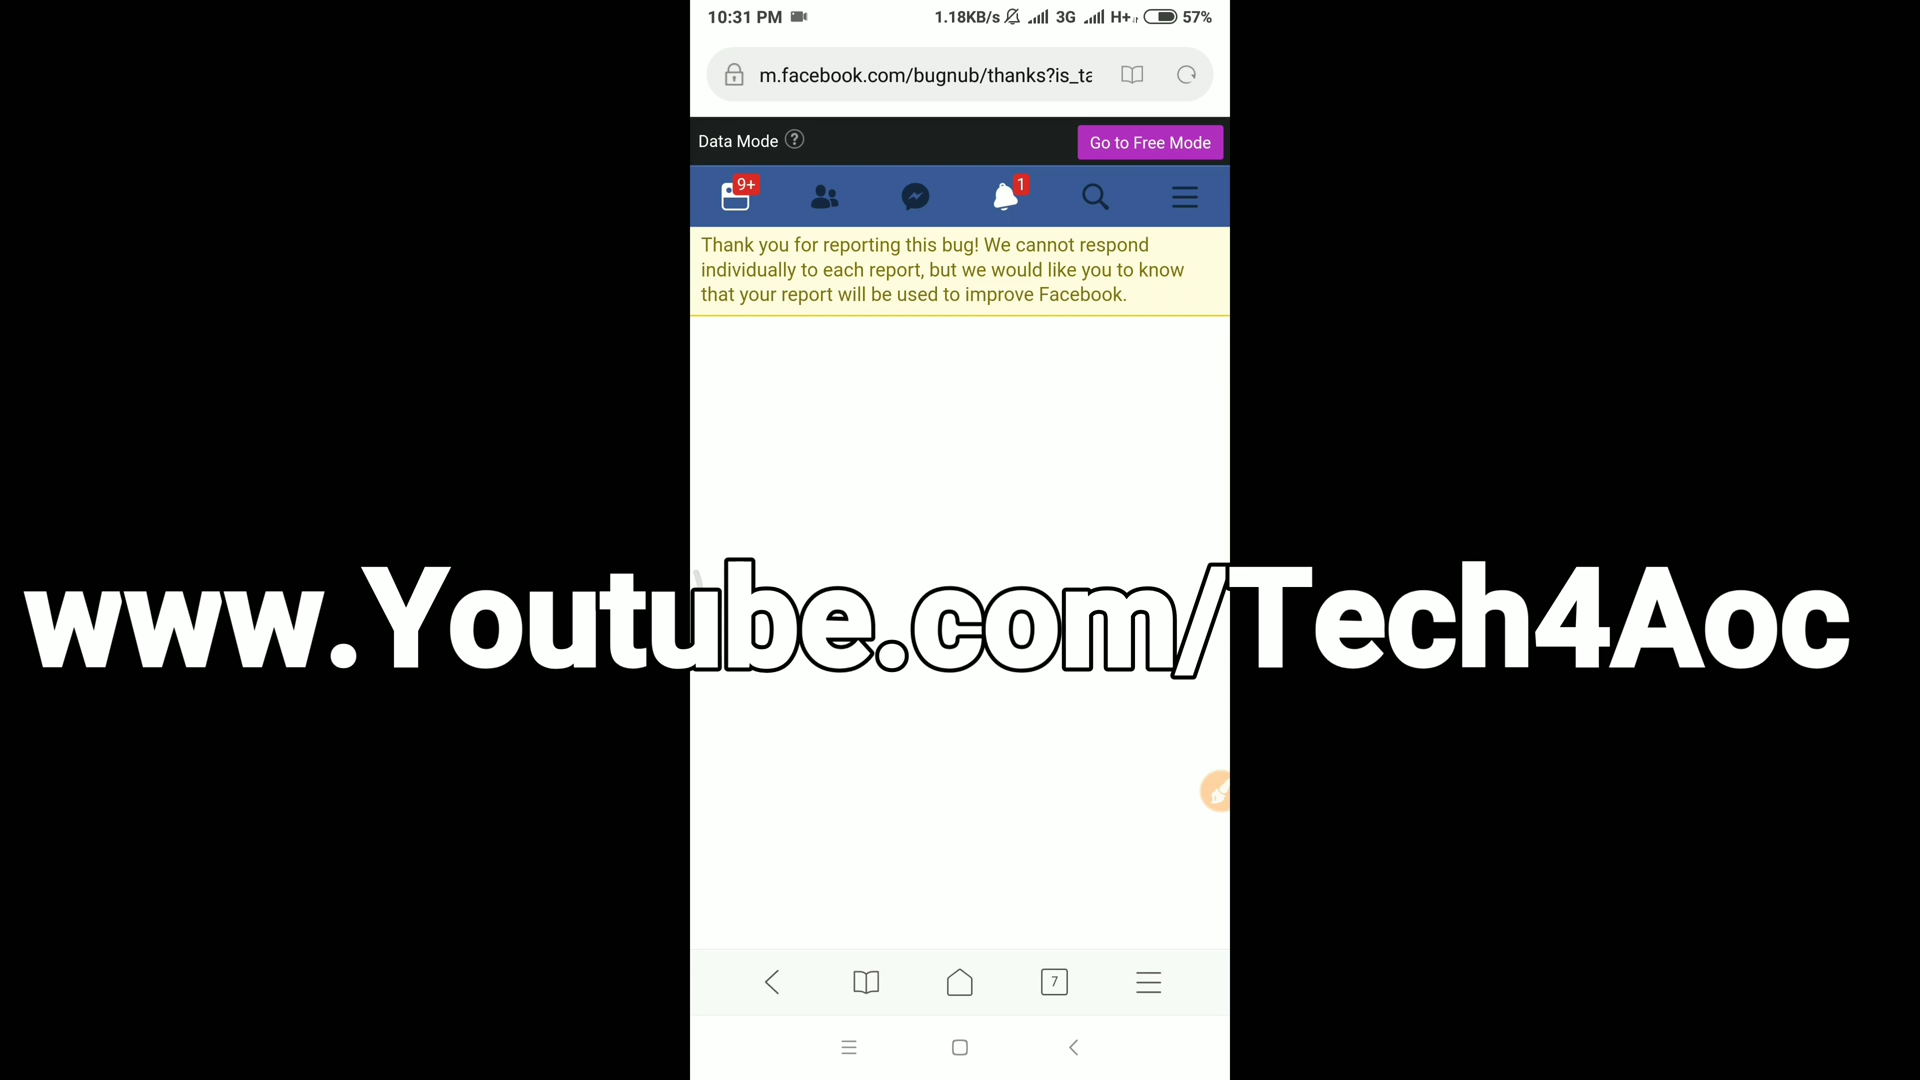 10:31 PM 1.18KB/s 3G H+ 57%
m.facebook.com/bugnub/thanks?is_ta
Data Mode ? Go to Free Mode
9+ 1
Thank you for reporting this bug! We cannot respond
individually to each report, but we would like you to know
that your report will be used to improve Facebook.
www.Youtube.com/Tech4Aoc
7